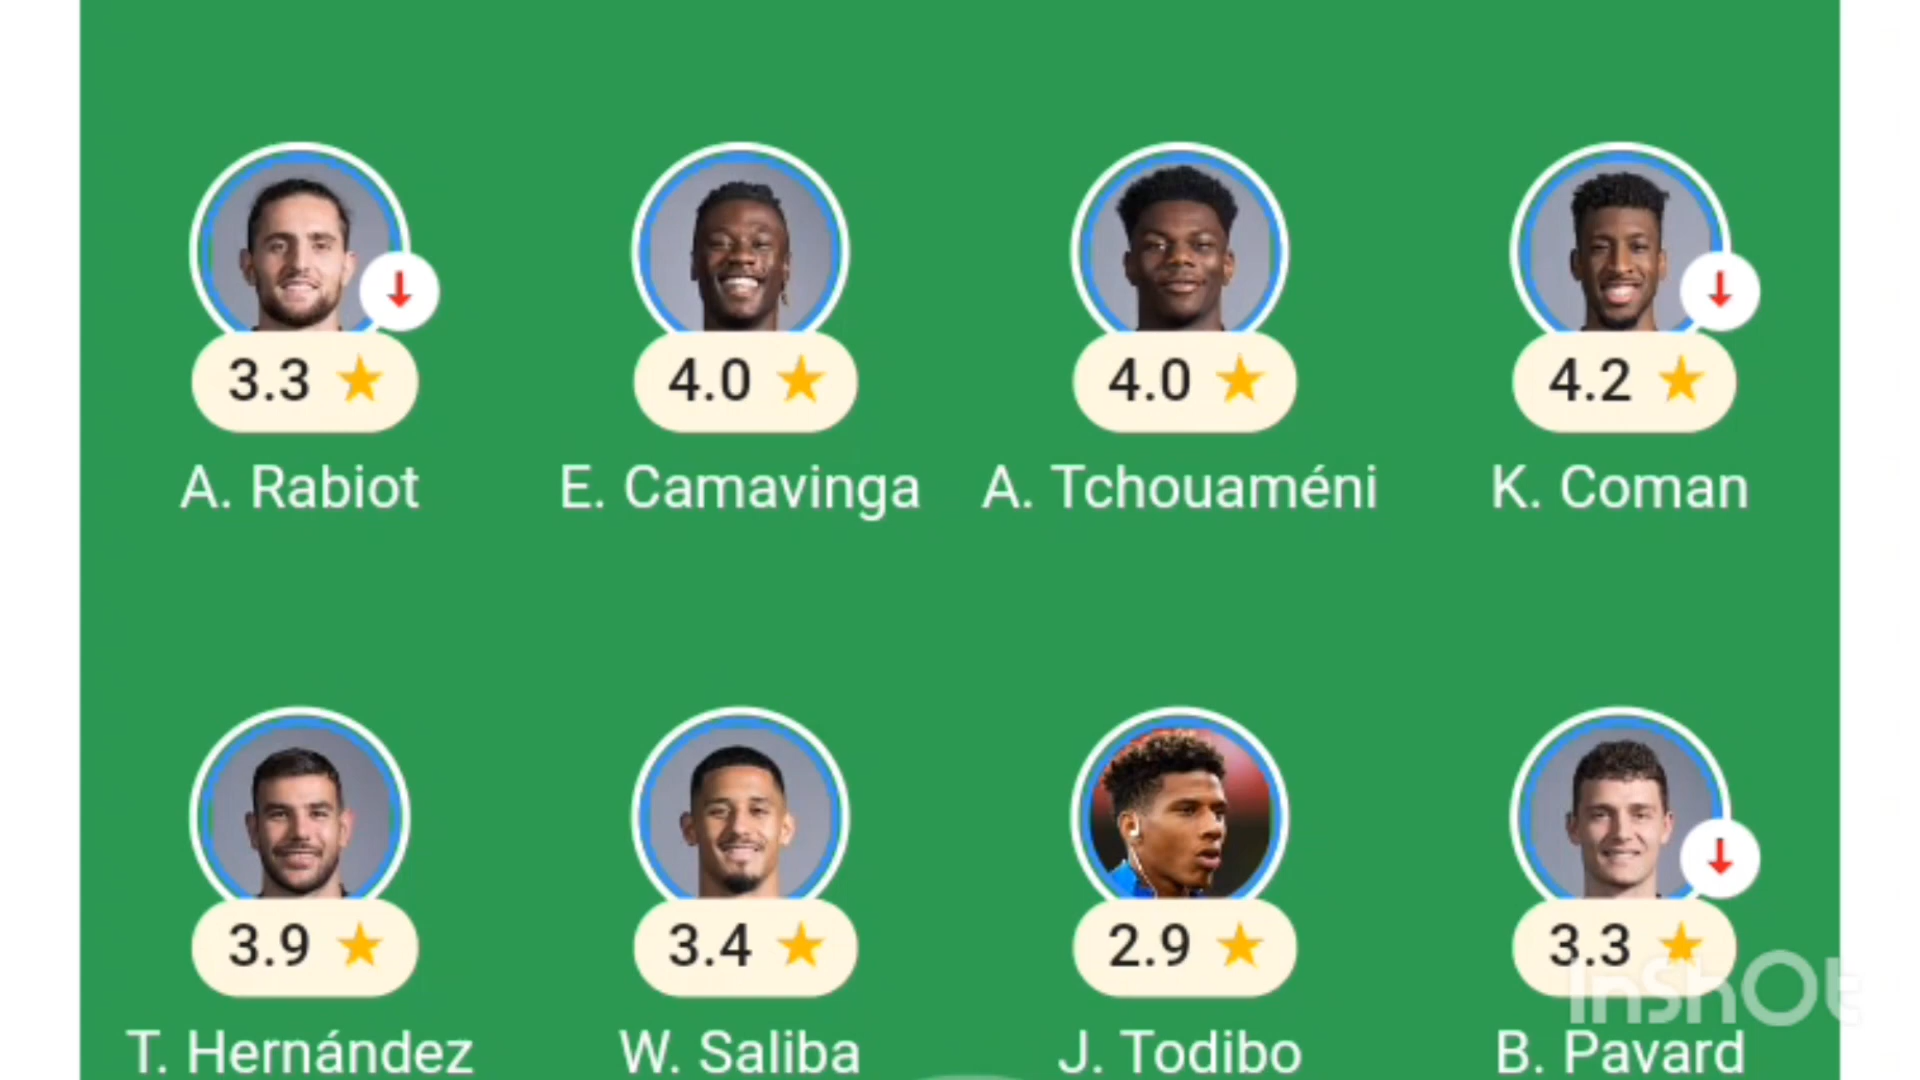 3.3 4.0 4.0 4.2
A. Rabiot E. Camavinga A. Tchouaméni K. Coman
3.9 3.4 2.9 3.3
InShOt
T. Hernández W. Saliba J. Todibo B. Pavard